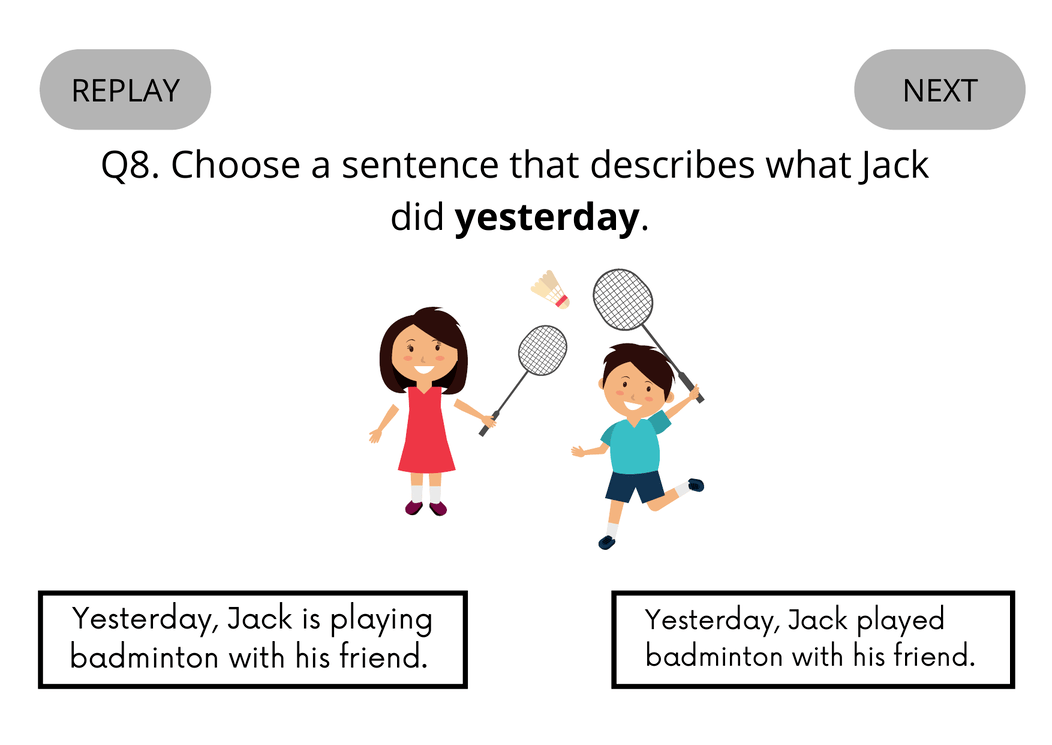 REPLAY
NEXT
Q8. Choose a sentence that describes what Jack
did yesterday.
Yesterday, Jack is playing
badminton with his friend.
Yesterday, Jack played
badminton with his friend.